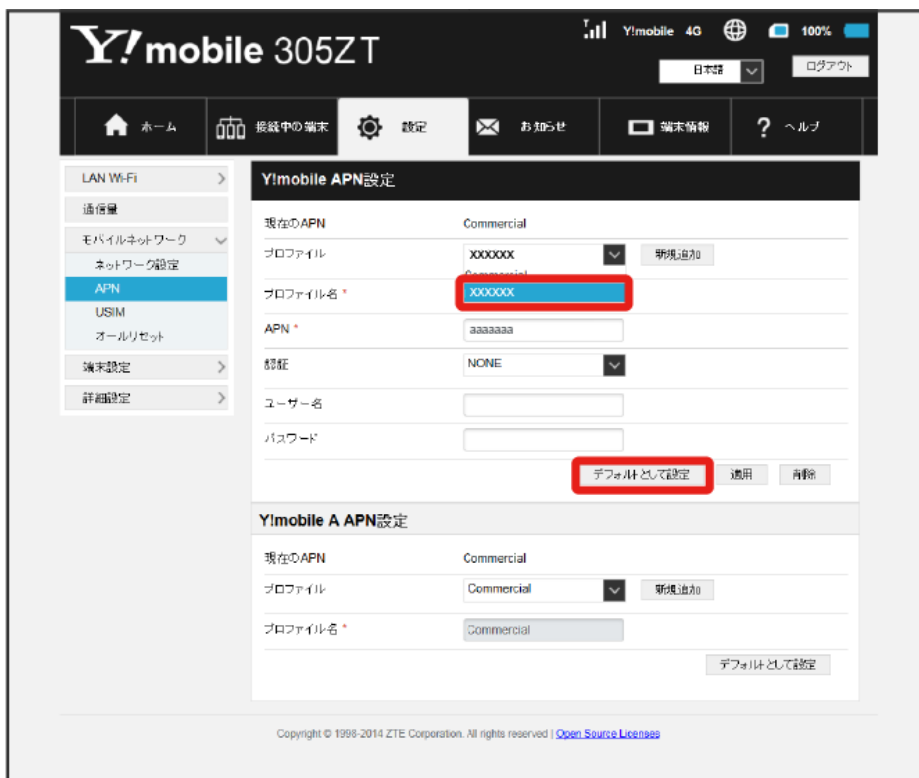 Y!mobile 305ZT
Y!mobile 4G 100%
日本語 ログアウト
ホーム 接続中の端末 設定 お知らせ 端末情報 ? ヘルプ
LAN Wi-Fi
通信量
モバイルネットワーク
ネットワーク設定
APN
USIM
オールリセット
端末設定
詳細設定
Y!mobile APN設定
現在のAPN Commercial
プロファイル XXXXXX 新規追加
Commercial
プロファイル名 * XXXXXX
APN * aaaaaaa
認証 NONE
ユーザー名
パスワード
デフォルトとして設定 適用 削除
Y!mobile A APN設定
現在のAPN Commercial
プロファイル Commercial 新規追加
プロファイル名 * Commercial
デフォルトとして設定
Copyright © 1998-2014 ZTE Corporation. All rights reserved | Open Source Licenses